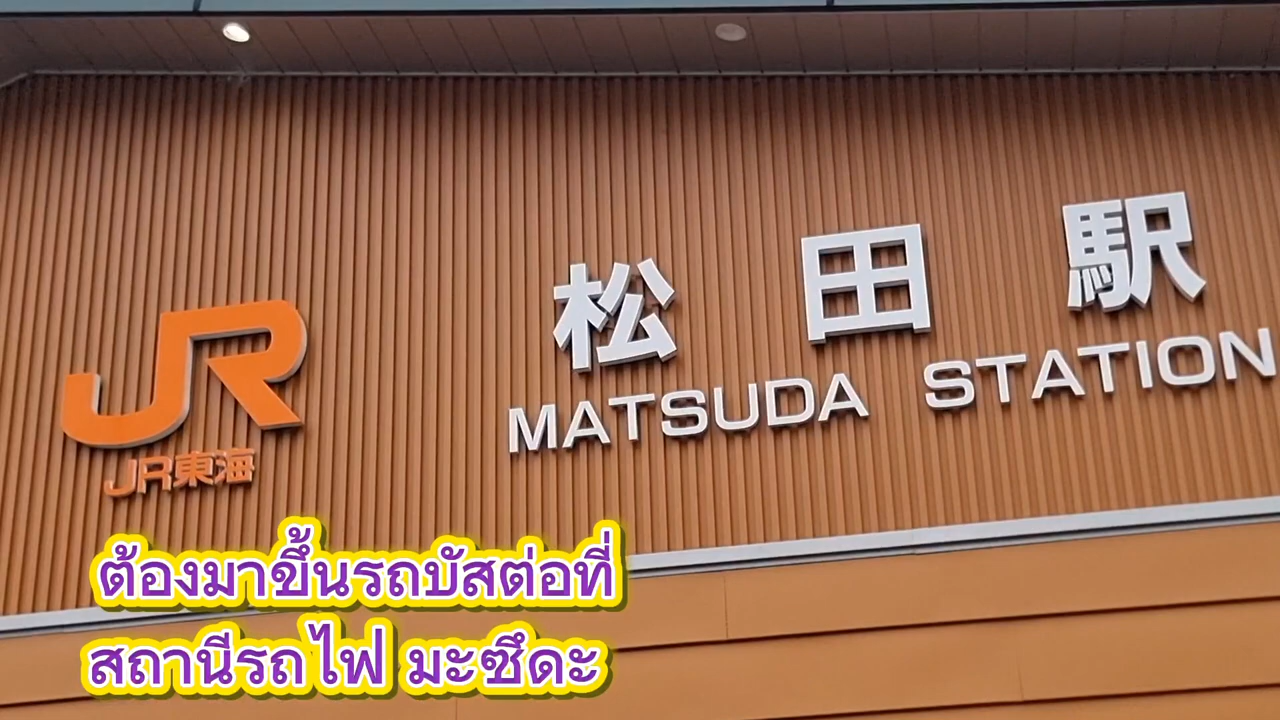 松田駅
MATSUDA STATION
JR
JR東海
ต้องมาขึ้นรถบัสต่อที่
สถานีรถไฟ มะซึดะ